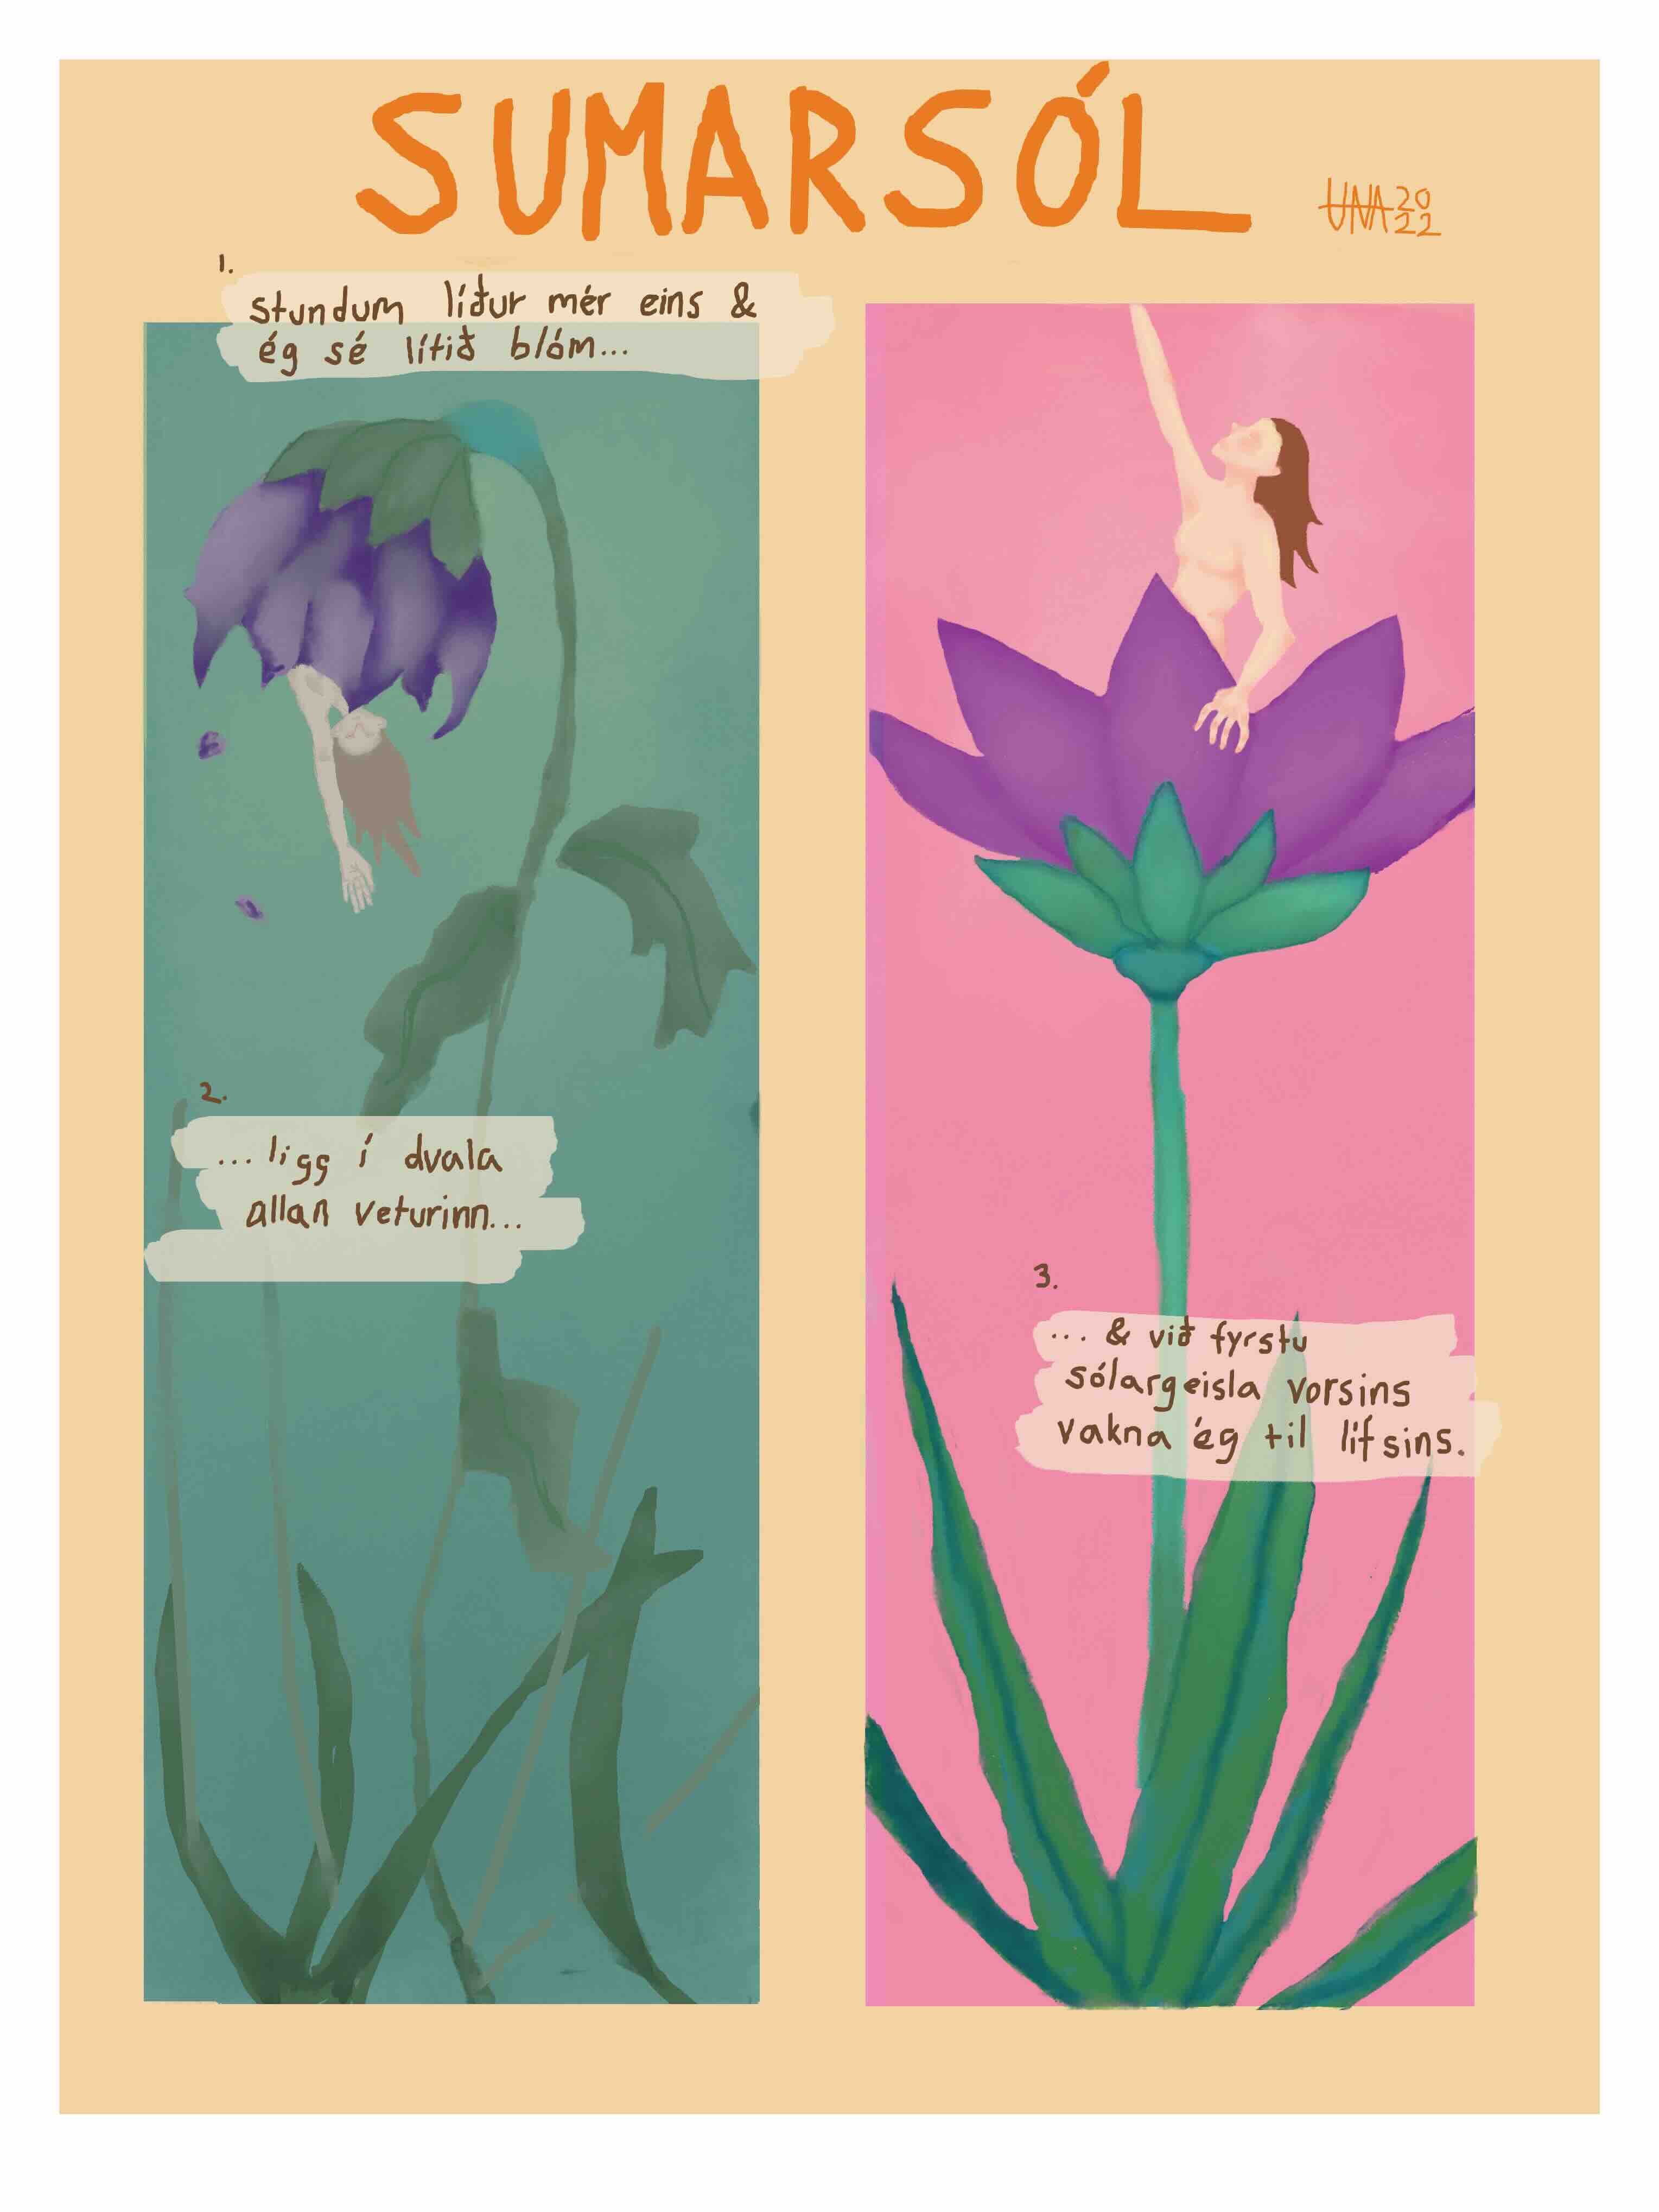 SUMARSÓL
UNA 2022
1.
stundum líður mér eins &
ég sé lítið blóm...
2.
... ligg í dvala
allan veturinn...
3.
... & við fyrstu
sólargeisla vorsins
vakna ég til lífsins.